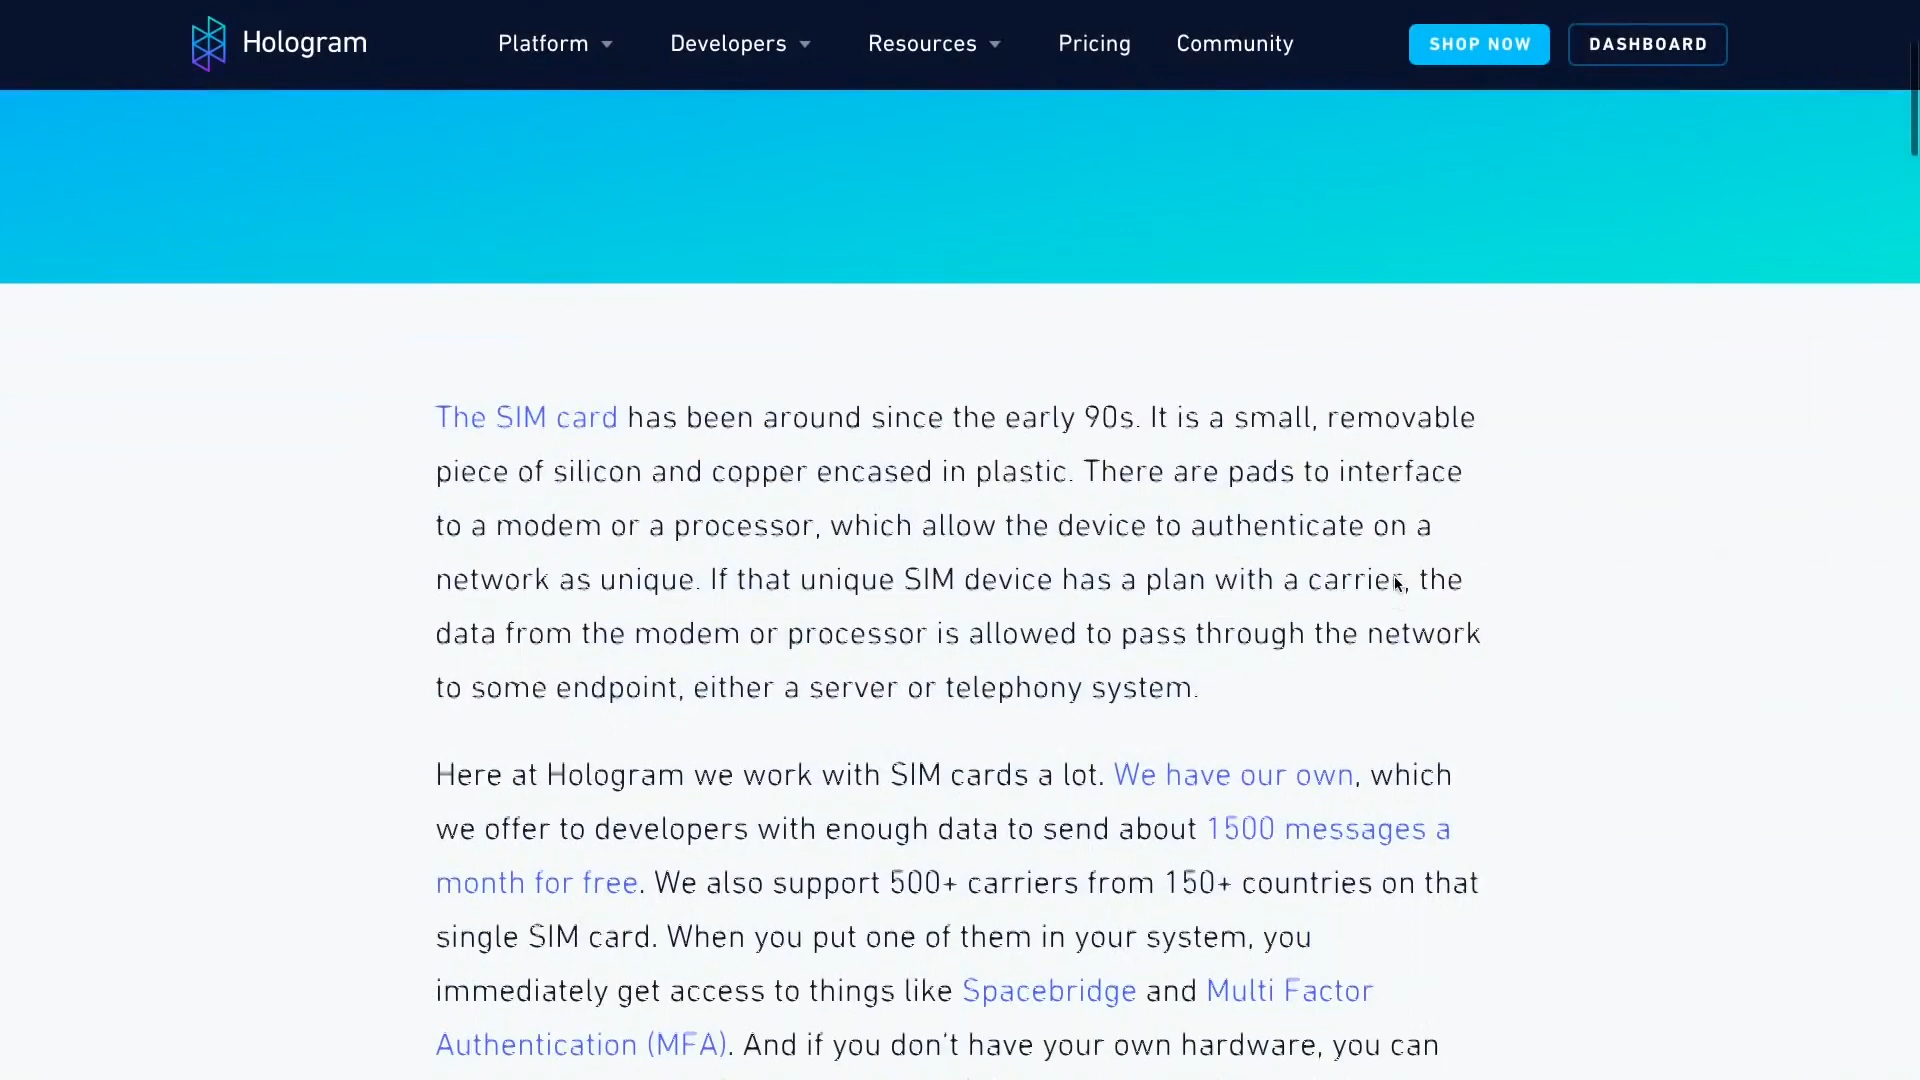 Hologram
Platform
Developers
Resources
Pricing
Community
SHOP NOW
DASHBOARD
The SIM card has been around since the early 90s. It is a small, removable
piece of silicon and copper encased in plastic. There are pads to interface
to a modem or a processor, which allow the device to authenticate on a
network as unique. If that unique SIM device has a plan with a carrier, the
data from the modem or processor is allowed to pass through the network
to some endpoint, either a server or telephony system.
Here at Hologram we work with SIM cards a lot. We have our own, which
we offer to developers with enough data to send about 1500 messages a
month for free. We also support 500+ carriers from 150+ countries on that
single SIM card. When you put one of them in your system, you
immediately get access to things like Spacebridge and Multi Factor
Authentication (MFA). And if you don't have your own hardware, you can